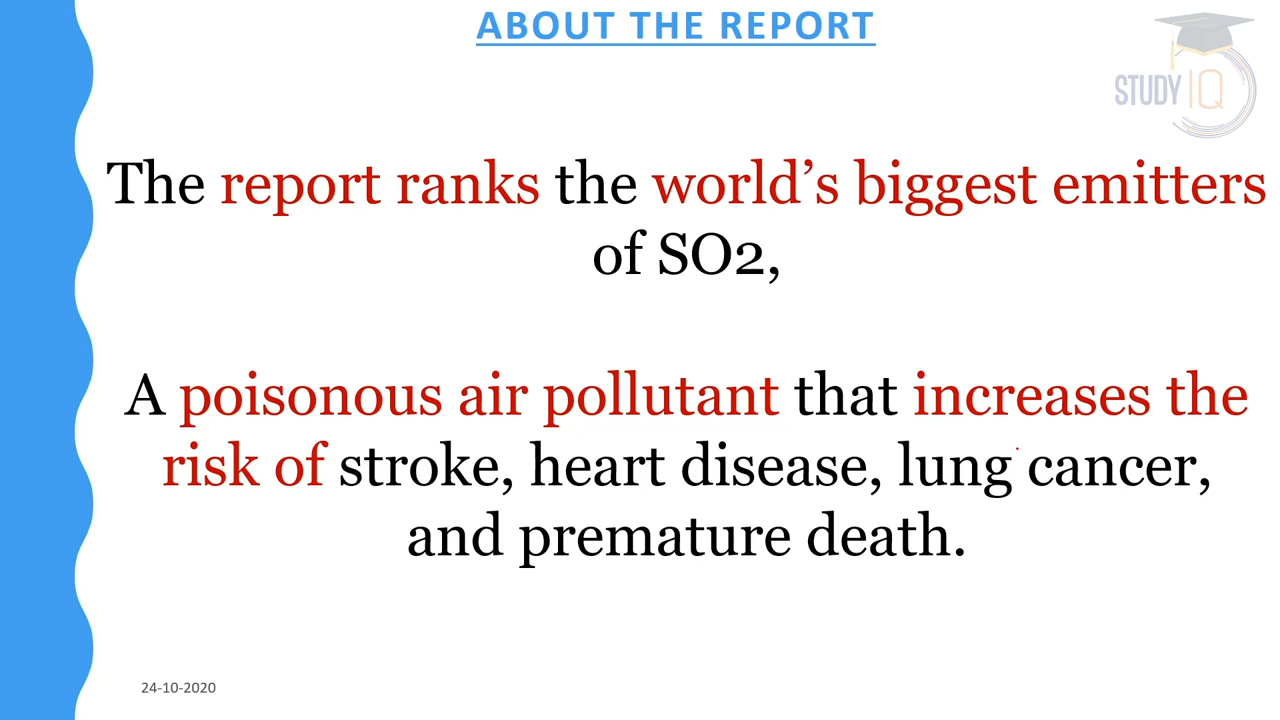 ABOUT THE REPORT
STUDY IQ
The report ranks the world’s biggest emitters
of SO2,
A poisonous air pollutant that increases the
risk of stroke, heart disease, lung cancer,
and premature death.
24-10-2020